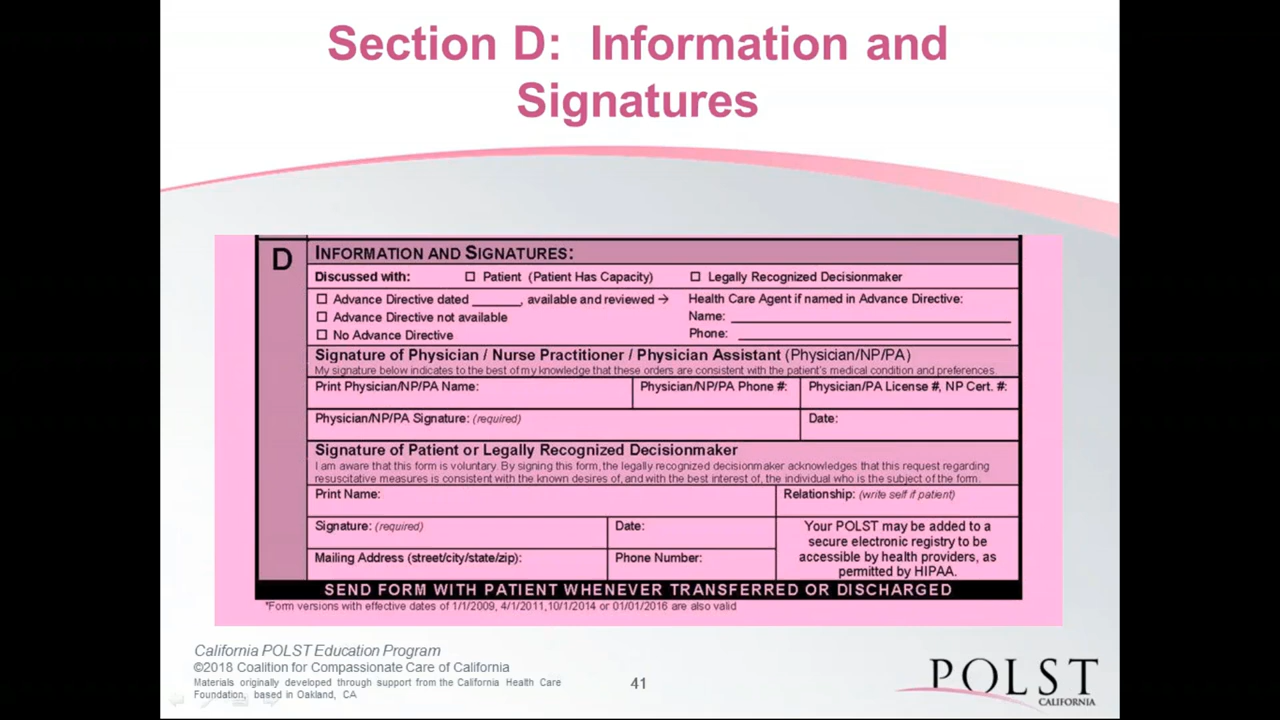 Section D: Information and
Signatures
D
INFORMATION AND SIGNATURES:
Discussed with: ☐ Patient (Patient Has Capacity) ☐ Legally Recognized Decisionmaker
☐ Advance Directive dated _______, available and reviewed → Health Care Agent if named in Advance Directive:
☐ Advance Directive not available Name:
☐ No Advance Directive Phone:
Signature of Physician / Nurse Practitioner / Physician Assistant (Physician/NP/PA)
My signature below indicates to the best of my knowledge that these orders are consistent with the patient's medical condition and preferences.
Print Physician/NP/PA Name: Physician/NP/PA Phone #: Physician/PA License #, NP Cert. #:
Physician/NP/PA Signature: (required) Date:
Signature of Patient or Legally Recognized Decisionmaker
I am aware that this form is voluntary. By signing this form, the legally recognized decisionmaker acknowledges that this request regarding
resuscitative measures is consistent with the known desires of, and with the best interest of, the individual who is the subject of the form.
Print Name: Relationship: (write self if patient)
Signature: (required) Date:
Mailing Address (street/city/state/zip): Phone Number:
Your POLST may be added to a
secure electronic registry to be
accessible by health providers, as
permitted by HIPAA.
SEND FORM WITH PATIENT WHENEVER TRANSFERRED OR DISCHARGED
*Form versions with effective dates of 1/1/2009, 4/1/2011,10/1/2014 or 01/01/2016 are also valid
California POLST Education Program
©2018 Coalition for Compassionate Care of California
Materials originally developed through support from the California Health Care
Foundation, based in Oakland, CA
41
POLST
CALIFORNIA